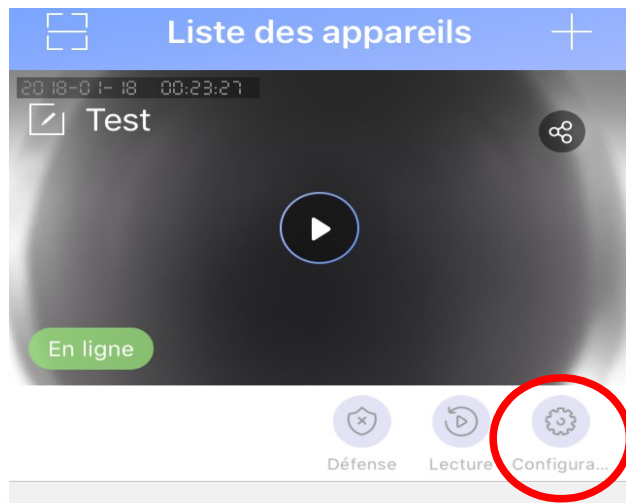 Liste des appareils
2018-01-18 00:23:27
Test
En ligne
Défense Lecture Configura...